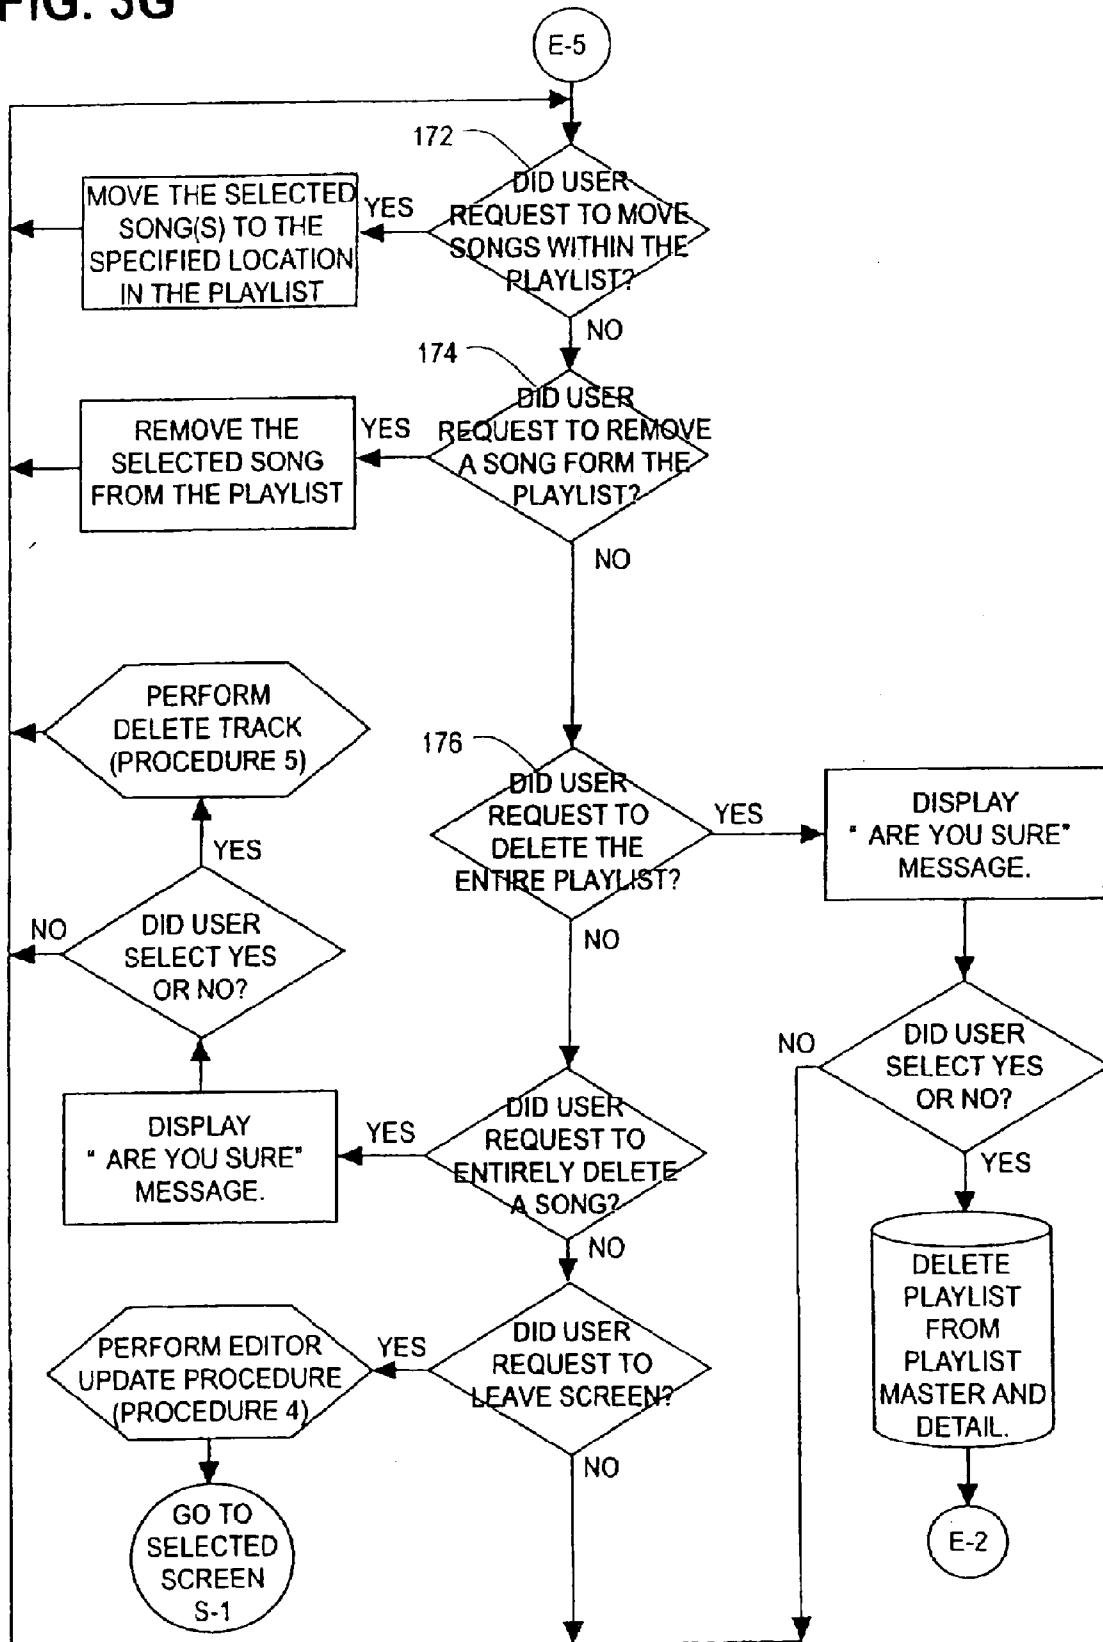 FIG. 3G
E-5
172
DID USER
REQUEST TO MOVE
SONGS WITHIN THE
PLAYLIST?
YES
MOVE THE SELECTED
SONG(S) TO THE
SPECIFIED LOCATION
IN THE PLAYLIST
NO
174
DID USER
REQUEST TO REMOVE
A SONG FORM THE
PLAYLIST?
YES
REMOVE THE
SELECTED SONG
FROM THE PLAYLIST
NO
PERFORM
DELETE TRACK
(PROCEDURE 5)
176
DID USER
REQUEST TO
DELETE THE
ENTIRE PLAYLIST?
YES
DISPLAY
" ARE YOU SURE"
MESSAGE.
YES
NO
DID USER
SELECT YES
OR NO?
NO
NO
DID USER
SELECT YES
OR NO?
DISPLAY
" ARE YOU SURE"
MESSAGE.
YES
DID USER
REQUEST TO
ENTIRELY DELETE
A SONG?
YES
NO
DELETE
PLAYLIST
FROM
PLAYLIST
MASTER AND
DETAIL.
PERFORM EDITOR
UPDATE PROCEDURE
(PROCEDURE 4)
YES
DID USER
REQUEST TO
LEAVE SCREEN?
NO
GO TO
SELECTED
SCREEN
S-1
E-2